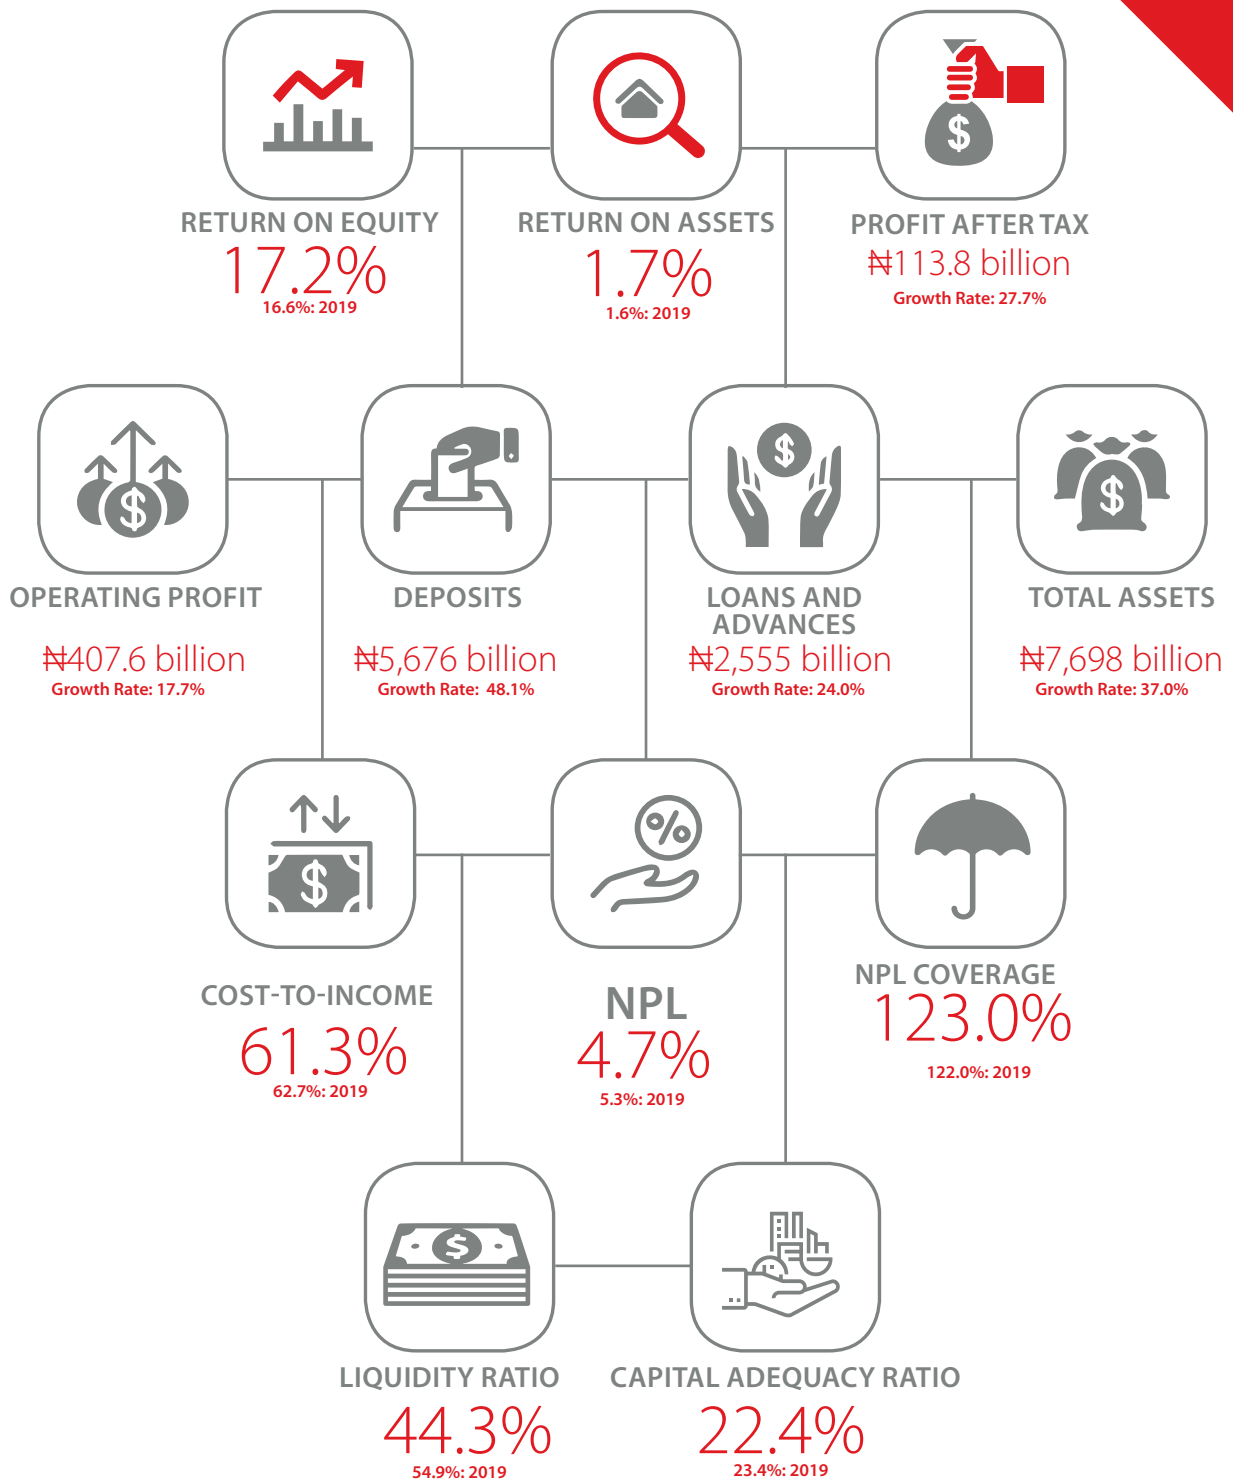 RETURN ON EQUITY
17.2%
16.6%: 2019
RETURN ON ASSETS
1.7%
1.6%: 2019
PROFIT AFTER TAX
₦113.8 billion
Growth Rate: 27.7%
OPERATING PROFIT
₦407.6 billion
Growth Rate: 17.7%
DEPOSITS
₦5,676 billion
Growth Rate: 48.1%
LOANS AND
ADVANCES
₦2,555 billion
Growth Rate: 24.0%
TOTAL ASSETS
₦7,698 billion
Growth Rate: 37.0%
COST-TO-INCOME
61.3%
62.7%: 2019
NPL
4.7%
5.3%: 2019
NPL COVERAGE
123.0%
122.0%: 2019
LIQUIDITY RATIO
44.3%
54.9%: 2019
CAPITAL ADEQUACY RATIO
22.4%
23.4%: 2019